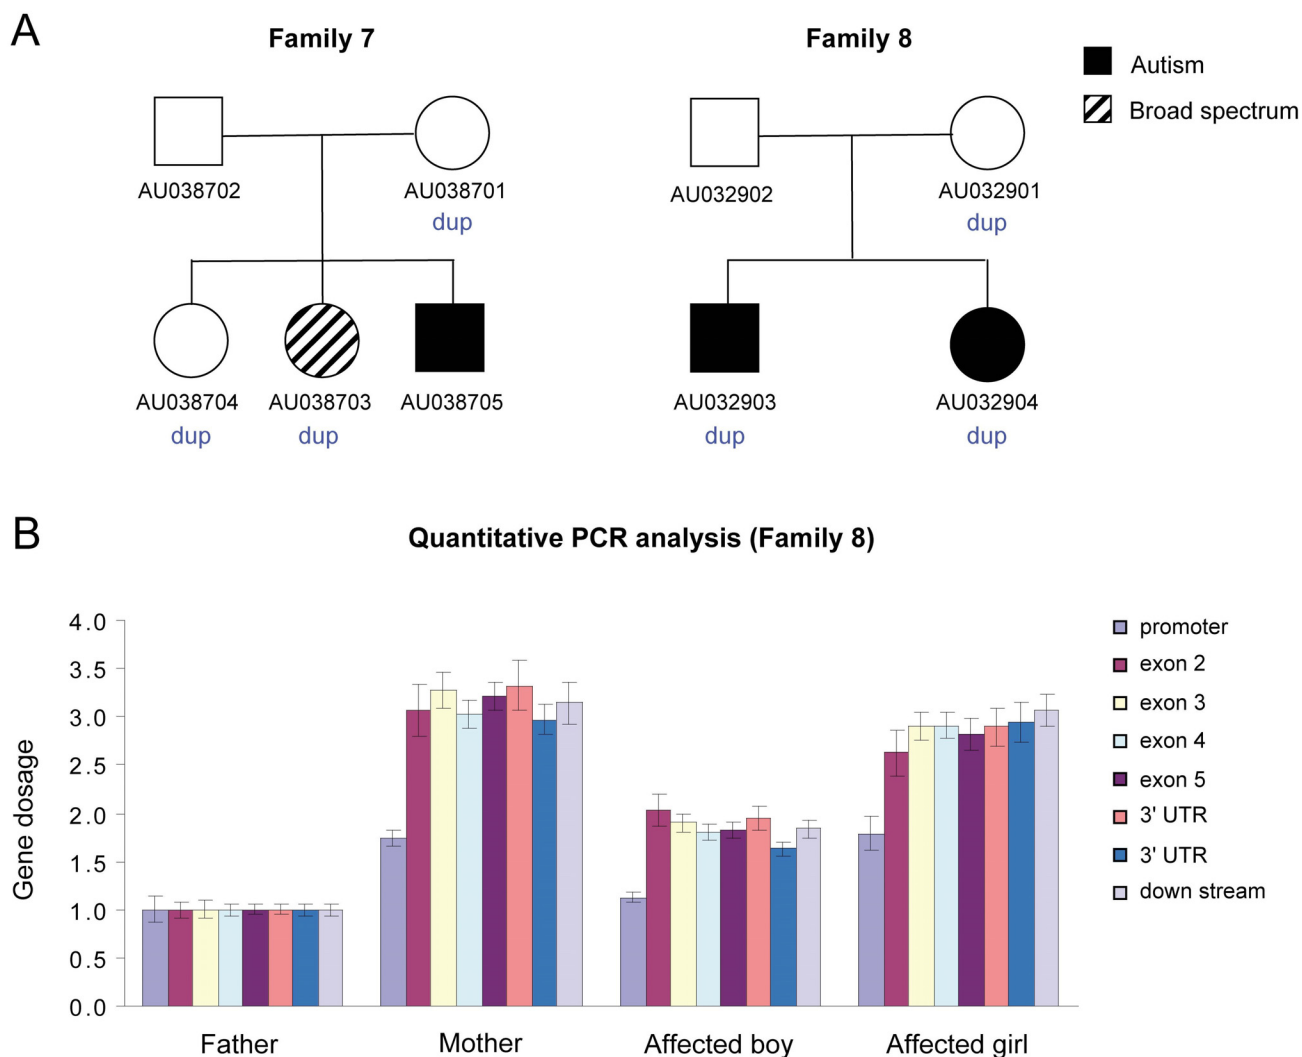 A
Family 7
Family 8
Autism
Broad spectrum
AU038702
AU038701
dup
AU032902
AU032901
dup
AU038704
dup
AU038703
dup
AU038705
AU032903
dup
AU032904
dup
B
Quantitative PCR analysis (Family 8)
Gene dosage
4.0
3.5
3.0
2.5
2.0
1.5
1.0
0.5
0.0
Father
Mother
Affected boy
Affected girl
promoter
exon 2
exon 3
exon 4
exon 5
3' UTR
3' UTR
down stream